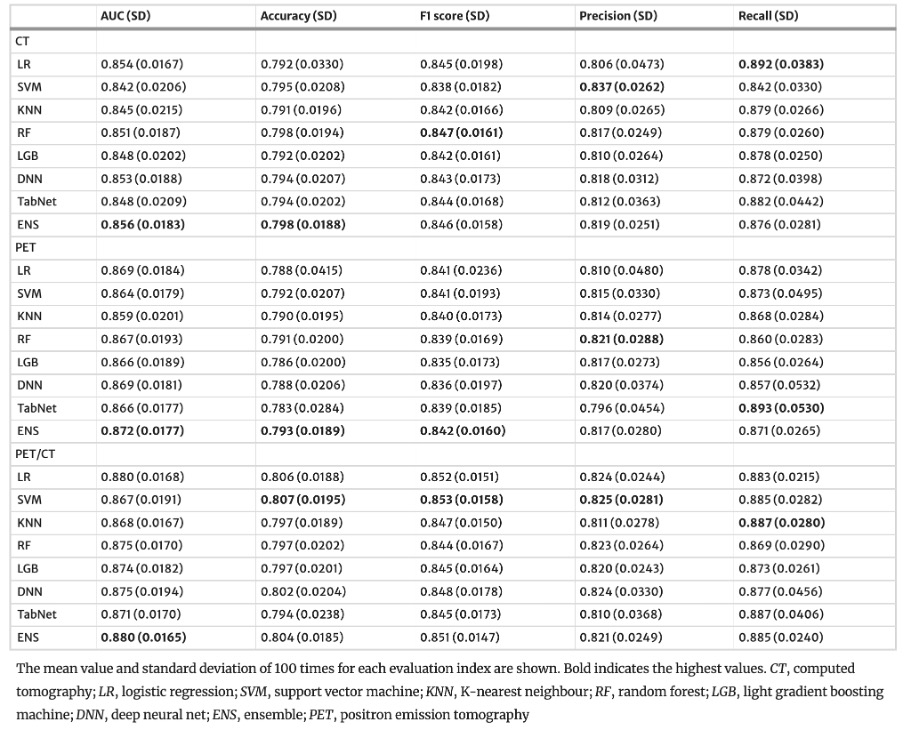 AUC (SD) Accuracy (SD) F1 score (SD) Precision (SD) Recall (SD)
CT
LR 0.854 (0.0167) 0.792 (0.0330) 0.845 (0.0198) 0.806 (0.0473) 0.892 (0.0383)
SVM 0.842 (0.0206) 0.795 (0.0208) 0.838 (0.0182) 0.837 (0.0262) 0.842 (0.0330)
KNN 0.845 (0.0215) 0.791 (0.0196) 0.842 (0.0166) 0.809 (0.0265) 0.879 (0.0266)
RF 0.851 (0.0187) 0.798 (0.0194) 0.847 (0.0161) 0.817 (0.0249) 0.879 (0.0260)
LGB 0.848 (0.0202) 0.792 (0.0202) 0.842 (0.0161) 0.810 (0.0264) 0.878 (0.0250)
DNN 0.853 (0.0188) 0.794 (0.0207) 0.843 (0.0173) 0.818 (0.0312) 0.872 (0.0398)
TabNet 0.848 (0.0209) 0.794 (0.0202) 0.844 (0.0168) 0.812 (0.0363) 0.882 (0.0442)
ENS 0.856 (0.0183) 0.798 (0.0188) 0.846 (0.0158) 0.819 (0.0251) 0.876 (0.0281)
PET
LR 0.869 (0.0184) 0.788 (0.0415) 0.841 (0.0236) 0.810 (0.0480) 0.878 (0.0342)
SVM 0.864 (0.0179) 0.792 (0.0207) 0.841 (0.0193) 0.815 (0.0330) 0.873 (0.0495)
KNN 0.859 (0.0201) 0.790 (0.0195) 0.840 (0.0173) 0.814 (0.0277) 0.868 (0.0284)
RF 0.867 (0.0193) 0.791 (0.0200) 0.839 (0.0169) 0.821 (0.0288) 0.860 (0.0283)
LGB 0.866 (0.0189) 0.786 (0.0200) 0.835 (0.0173) 0.817 (0.0273) 0.856 (0.0264)
DNN 0.869 (0.0181) 0.788 (0.0206) 0.836 (0.0197) 0.820 (0.0374) 0.857 (0.0532)
TabNet 0.866 (0.0177) 0.783 (0.0284) 0.839 (0.0185) 0.796 (0.0454) 0.893 (0.0530)
ENS 0.872 (0.0177) 0.793 (0.0189) 0.842 (0.0160) 0.817 (0.0280) 0.871 (0.0265)
PET/CT
LR 0.880 (0.0168) 0.806 (0.0188) 0.852 (0.0151) 0.824 (0.0244) 0.883 (0.0215)
SVM 0.867 (0.0191) 0.807 (0.0195) 0.853 (0.0158) 0.825 (0.0281) 0.885 (0.0282)
KNN 0.868 (0.0167) 0.797 (0.0189) 0.847 (0.0150) 0.811 (0.0278) 0.887 (0.0280)
RF 0.875 (0.0170) 0.797 (0.0202) 0.844 (0.0167) 0.823 (0.0264) 0.869 (0.0290)
LGB 0.874 (0.0182) 0.797 (0.0201) 0.845 (0.0164) 0.820 (0.0243) 0.873 (0.0261)
DNN 0.875 (0.0194) 0.802 (0.0204) 0.848 (0.0178) 0.824 (0.0330) 0.877 (0.0456)
TabNet 0.871 (0.0170) 0.794 (0.0238) 0.845 (0.0173) 0.810 (0.0368) 0.887 (0.0406)
ENS 0.880 (0.0165) 0.804 (0.0185) 0.851 (0.0147) 0.821 (0.0249) 0.885 (0.0240)
The mean value and standard deviation of 100 times for each evaluation index are shown. Bold indicates the highest values. CT, computed
tomography; LR, logistic regression; SVM, support vector machine; KNN, K-nearest neighbour; RF, random forest; LGB, light gradient boosting
machine; DNN, deep neural net; ENS, ensemble; PET, positron emission tomography